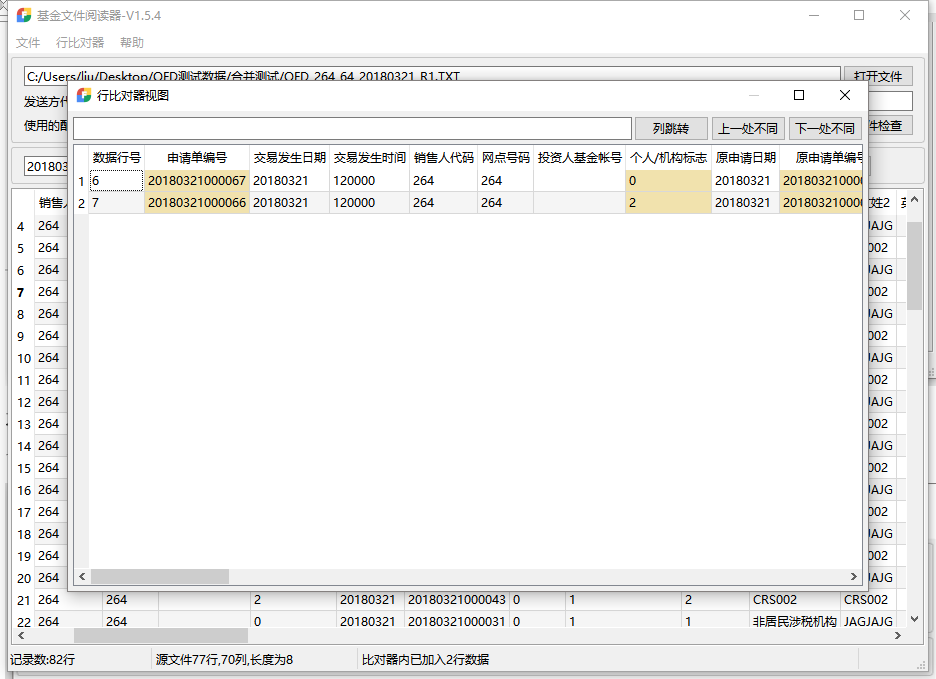 基金文件阅读器-V1.5.4
文件 行比对器 帮助
C:/Users/liu/Desktop/OFD测试数据/合并测试/OFD_264_64_20180321_R1.TXT 打开文件
发送方代
使用的配 件检查
行比对器视图
列跳转 上一处不同 下一处不同
数据行号 申请单编号 交易发生日期 交易发生时间 销售人代码 网点号码 投资人基金帐号 个人/机构标志 原申请日期 原申请单编号
1 6 20180321000067 20180321 120000 264 264 0 20180321 201803210000
2 7 20180321000066 20180321 120000 264 264 2 20180321 201803210000
201803
销售人 姓2
4 264 JAJG
5 264 002
6 264 JAJG
7 264 002
8 264 JAJG
9 264 002
10 264 JAJG
11 264 002
12 264 JAJG
13 264 002
14 264 JAJG
15 264 002
16 264 JAJG
17 264 002
18 264 JAJG
19 264 002
20 264 JAJG
21 264 264 2 20180321 20180321000043 0 1 2 CRS002 CRS002
22 264 264 0 20180321 20180321000031 0 1 1 非居民涉税机构 JAGJAJG
记录数:82行 源文件77行,70列,长度为8 比对器内已加入2行数据